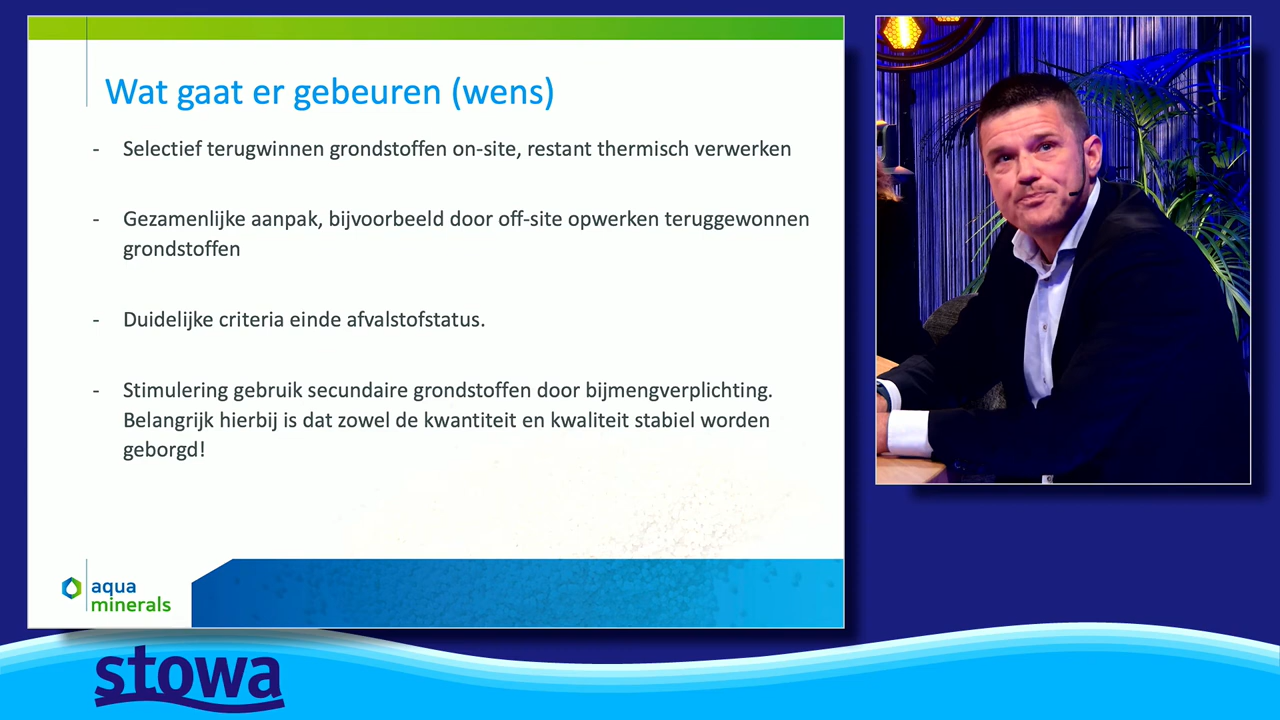 Wat gaat er gebeuren (wens)
- Selectief terugwinnen grondstoffen on-site, restant thermisch verwerken
- Gezamenlijke aanpak, bijvoorbeeld door off-site opwerken teruggewonnen
grondstoffen
- Duidelijke criteria einde afvalstofstatus.
- Stimulering gebruik secundaire grondstoffen door bijmengverplichting.
Belangrijk hierbij is dat zowel de kwantiteit en kwaliteit stabiel worden
geborgd!
aqua
minerals
stowa